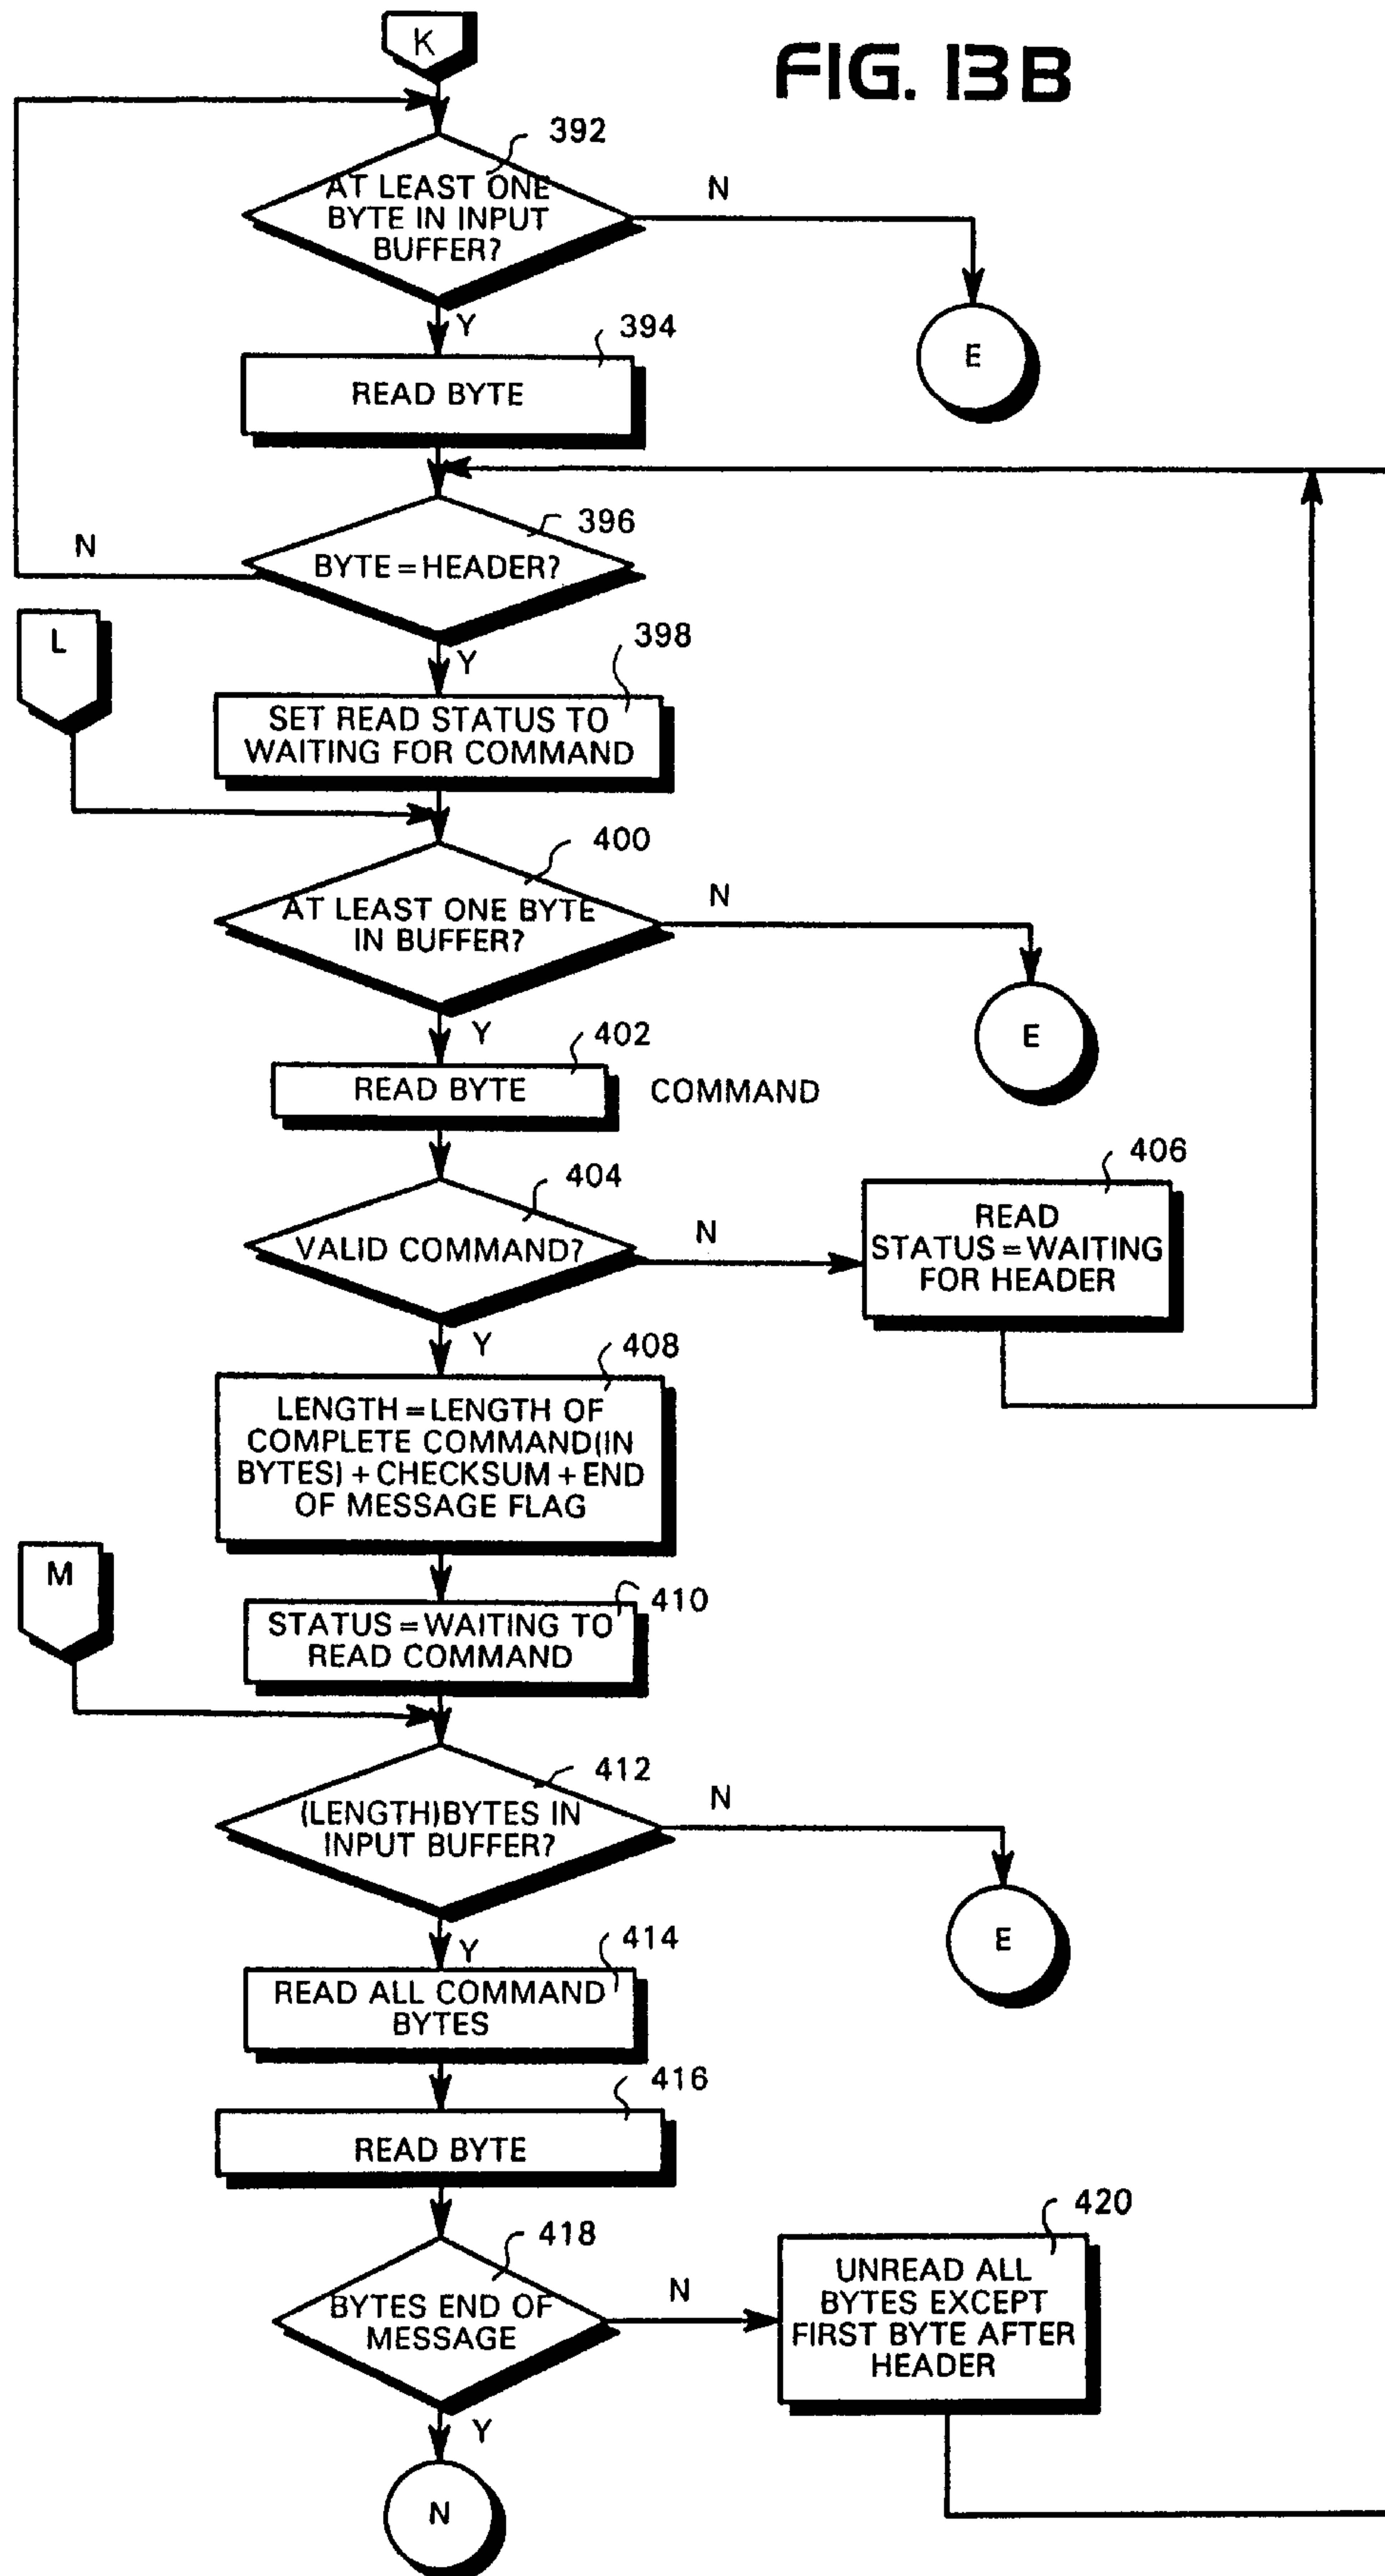 K
FIG. 13B
392
AT LEAST ONE
BYTE IN INPUT
BUFFER?
N
Y
E
394
READ BYTE
396
BYTE=HEADER?
N
Y
L
398
SET READ STATUS TO
WAITING FOR COMMAND
400
AT LEAST ONE BYTE
IN BUFFER?
N
Y
E
402
READ BYTE
COMMAND
404
VALID COMMAND?
N
Y
406
READ
STATUS=WAITING
FOR HEADER
408
LENGTH=LENGTH OF
COMPLETE COMMAND(IN
BYTES)+CHECKSUM+END
OF MESSAGE FLAG
M
410
STATUS=WAITING TO
READ COMMAND
412
(LENGTH)BYTES IN
INPUT BUFFER?
N
Y
E
414
READ ALL COMMAND
BYTES
416
READ BYTE
418
BYTES END OF
MESSAGE
N
Y
420
UNREAD ALL
BYTES EXCEPT
FIRST BYTE AFTER
HEADER
N